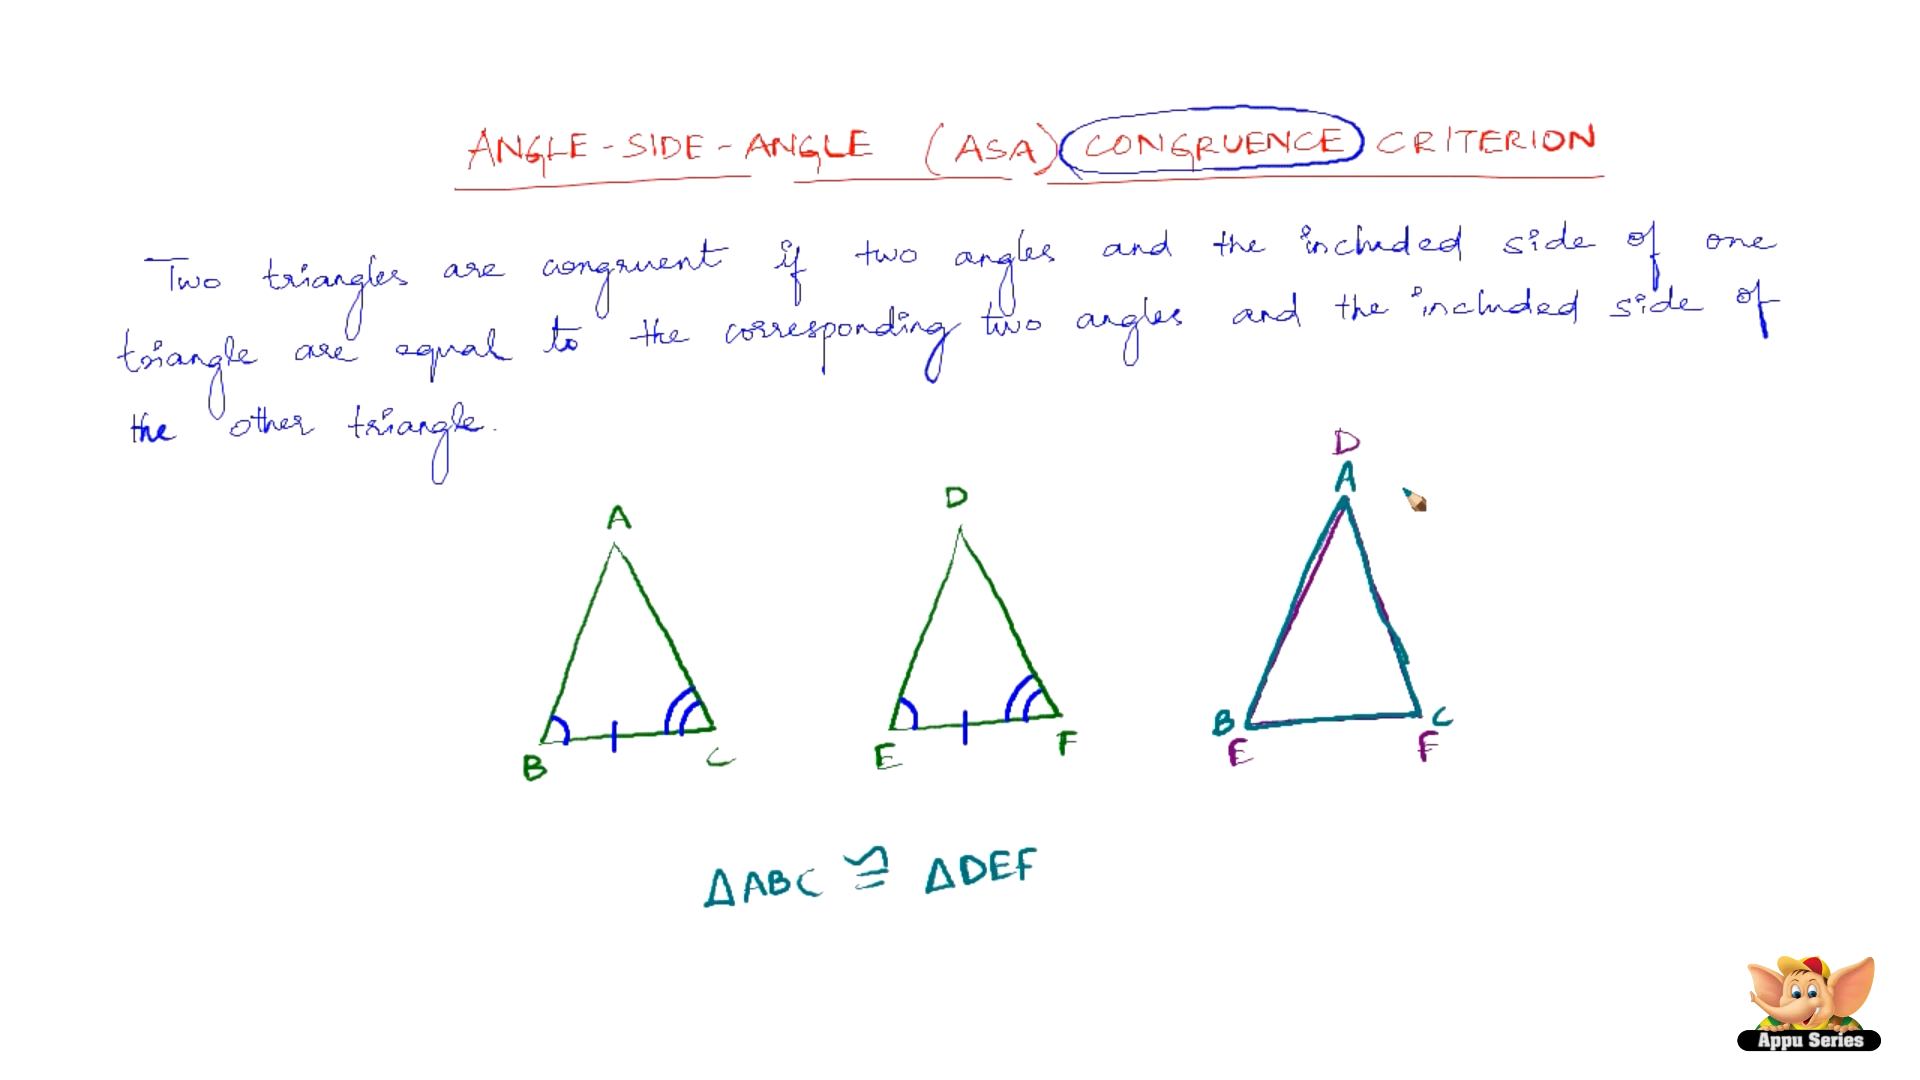 ANGLE-SIDE-ANGLE (ASA) CONGRUENCE CRITERION
Two triangles are congruent if two angles and the included side of one
triangle are equal to the corresponding two angles and the included side of
the other triangle.
D
A
A
D
B
C
E
F
B
C
E
F
ΔABC ≅ ΔDEF
Appu Series